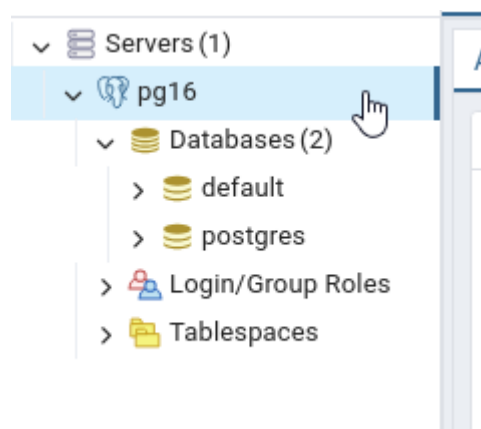 Servers (1)
pg16
Databases (2)
default
postgres
Login/Group Roles
Tablespaces